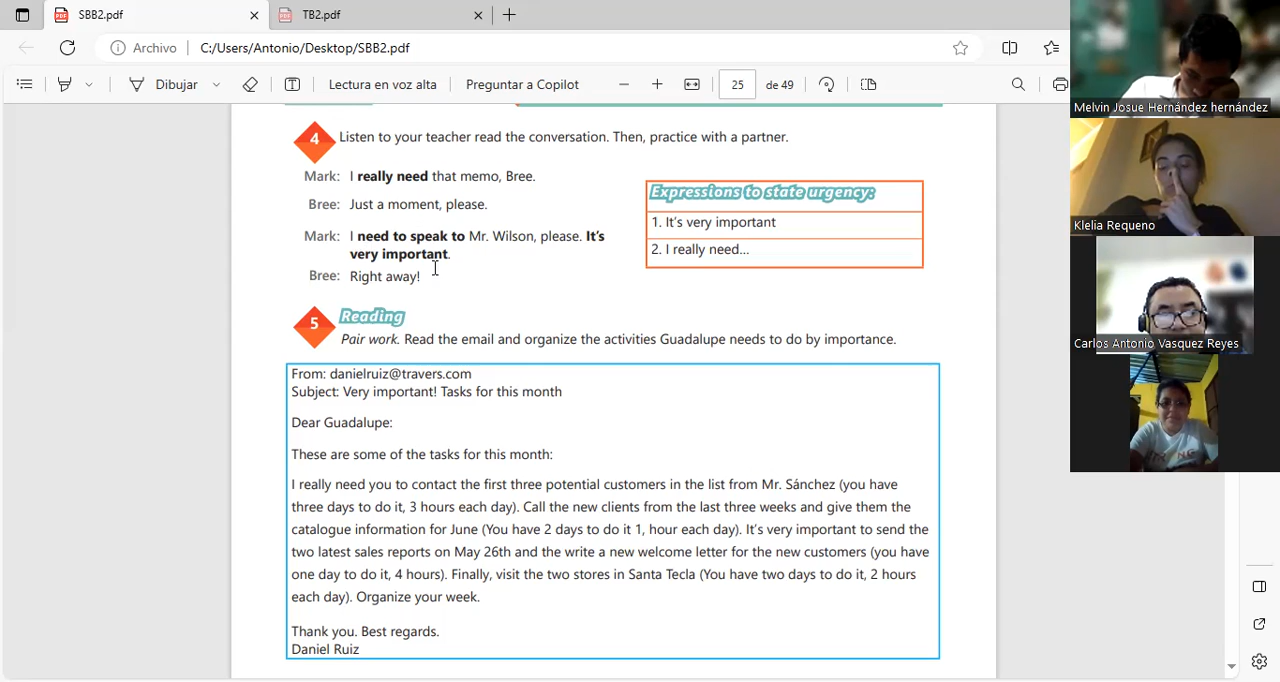 SBB2.pdf
TB2.pdf
Archivo
C:/Users/Antonio/Desktop/SBB2.pdf
Dibujar
Lectura en voz alta
Preguntar a Copilot
25
de 49
4
Listen to your teacher read the conversation. Then, practice with a partner.
Mark: I really need that memo, Bree.
Bree: Just a moment, please.
Mark: I need to speak to Mr. Wilson, please. It's
very important.
Bree: Right away!
Expressions to state urgency:
1. It's very important
2. I really need...
5
Reading
Pair work. Read the email and organize the activities Guadalupe needs to do by importance.
From: danielruiz@travers.com
Subject: Very important! Tasks for this month
Dear Guadalupe:
These are some of the tasks for this month:
I really need you to contact the first three potential customers in the list from Mr. Sánchez (you have
three days to do it, 3 hours each day). Call the new clients from the last three weeks and give them the
catalogue information for June (You have 2 days to do it 1, hour each day). It's very important to send the
two latest sales reports on May 26th and the write a new welcome letter for the new customers (you have
one day to do it, 4 hours). Finally, visit the two stores in Santa Tecla (You have two days to do it, 2 hours
each day). Organize your week.
Thank you. Best regards.
Daniel Ruiz
Melvin Josue Hernández hernández
Klelia Requeno
Carlos Antonio Vasquez Reyes